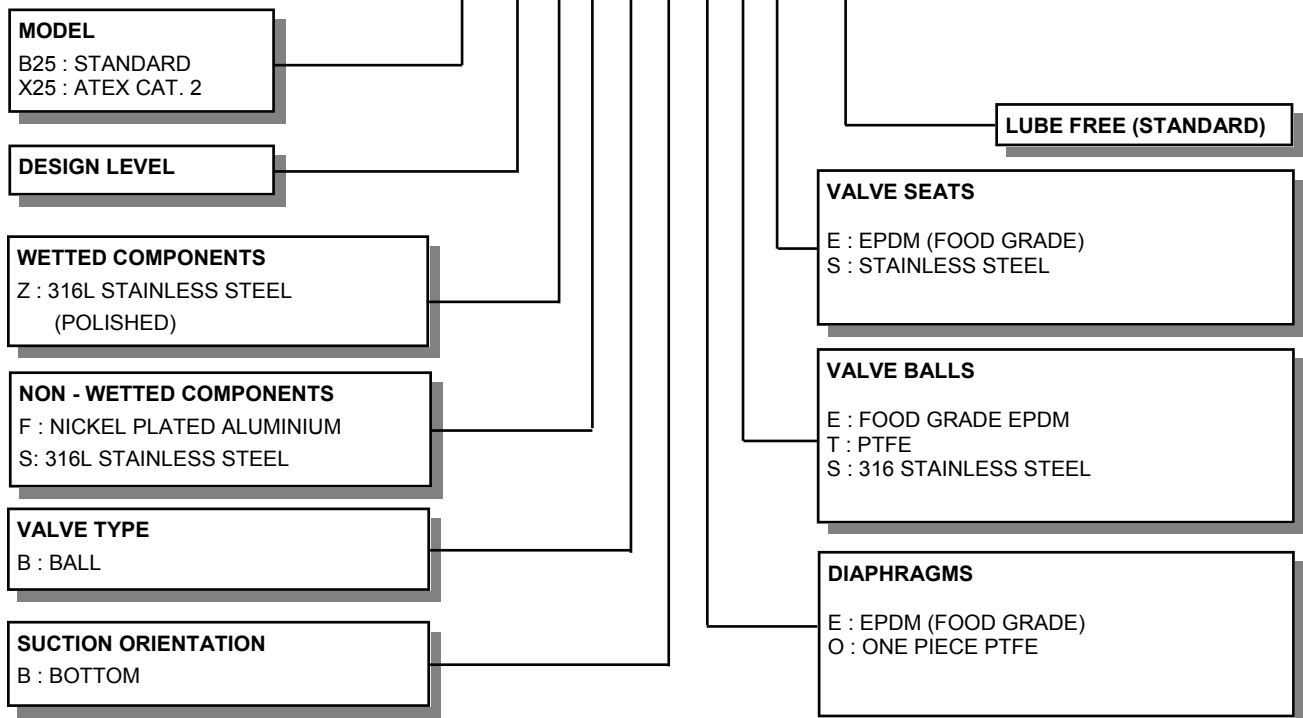 MODEL
B25 : STANDARD
X25 : ATEX CAT. 2
DESIGN LEVEL
WETTED COMPONENTS
Z : 316L STAINLESS STEEL
(POLISHED)
NON - WETTED COMPONENTS
F : NICKEL PLATED ALUMINIUM
S: 316L STAINLESS STEEL
VALVE TYPE
B : BALL
SUCTION ORIENTATION
B : BOTTOM
LUBE FREE (STANDARD)
VALVE SEATS
E : EPDM (FOOD GRADE)
S : STAINLESS STEEL
VALVE BALLS
E : FOOD GRADE EPDM
T : PTFE
S : 316 STAINLESS STEEL
DIAPHRAGMS
E : EPDM (FOOD GRADE)
O : ONE PIECE PTFE